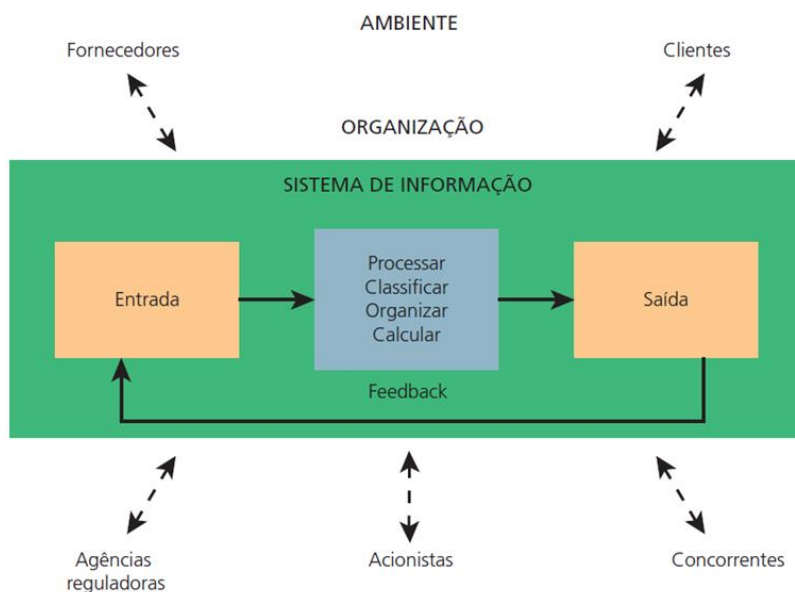 AMBIENTE
Fornecedores
Clientes
ORGANIZAÇÃO
SISTEMA DE INFORMAÇÃO
Entrada
Processar
Classificar
Organizar
Calcular
Saída
Feedback
Agências
reguladoras
Acionistas
Concorrentes